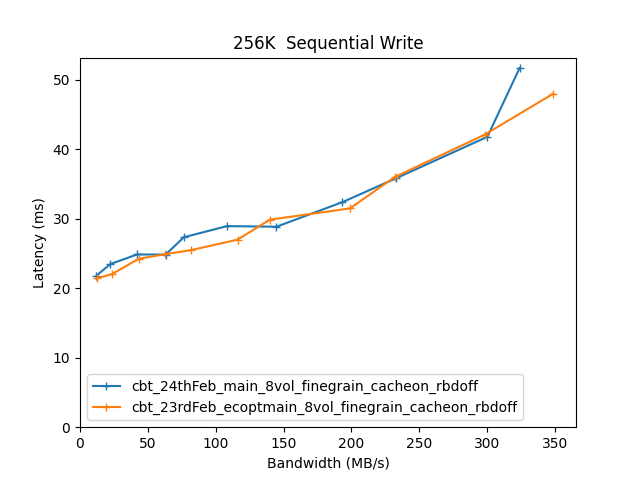 256K  Sequential Write
50
40
30
20
10
0
Latency (ms)
cbt_24thFeb_main_8vol_finegrain_cacheon_rbdoff
cbt_23rdFeb_ecoptmain_8vol_finegrain_cacheon_rbdoff
0 50 100 150 200 250 300 350
Bandwidth (MB/s)